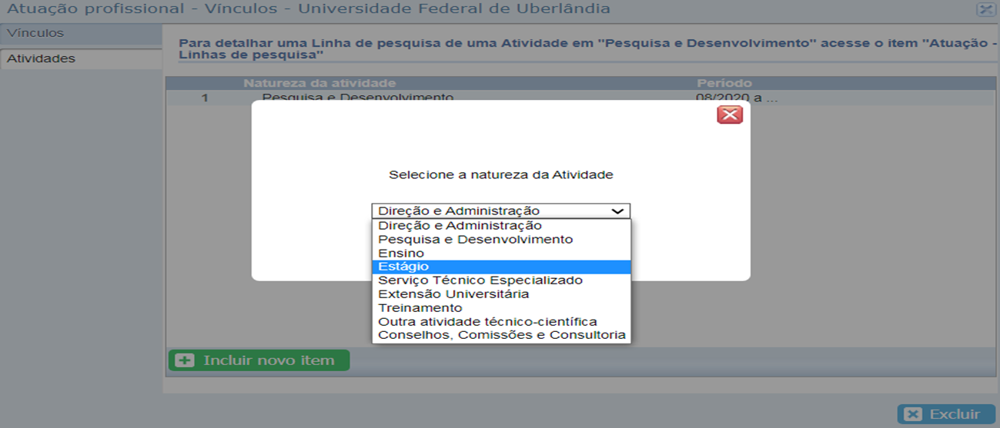 Atuação profissional - Vínculos - Universidade Federal de Uberlândia
Vínculos
Atividades
Para detalhar uma Linha de pesquisa de uma Atividade em "Pesquisa e Desenvolvimento" acesse o item "Atuação -
Linhas de pesquisa"
Natureza da atividade Período
1 Pesquisa e Desenvolvimento 08/2020 a ...
Selecione a natureza da Atividade
Direção e Administração
Direção e Administração
Pesquisa e Desenvolvimento
Ensino
Estágio
Serviço Técnico Especializado
Extensão Universitária
Treinamento
Outra atividade técnico-científica
Conselhos, Comissões e Consultoria
Incluir novo item
Excluir